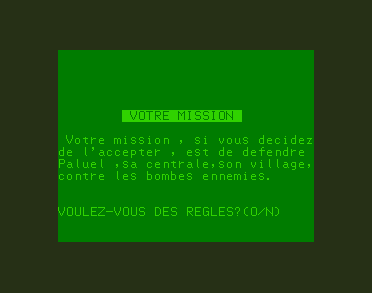 VOTRE MISSION
Votre mission , si vous decidez
de l'accepter , est de defendre
Paluel ,sa centrale,son village,
contre les bombes ennemies.
VOULEZ-VOUS DES REGLES?(O/N)